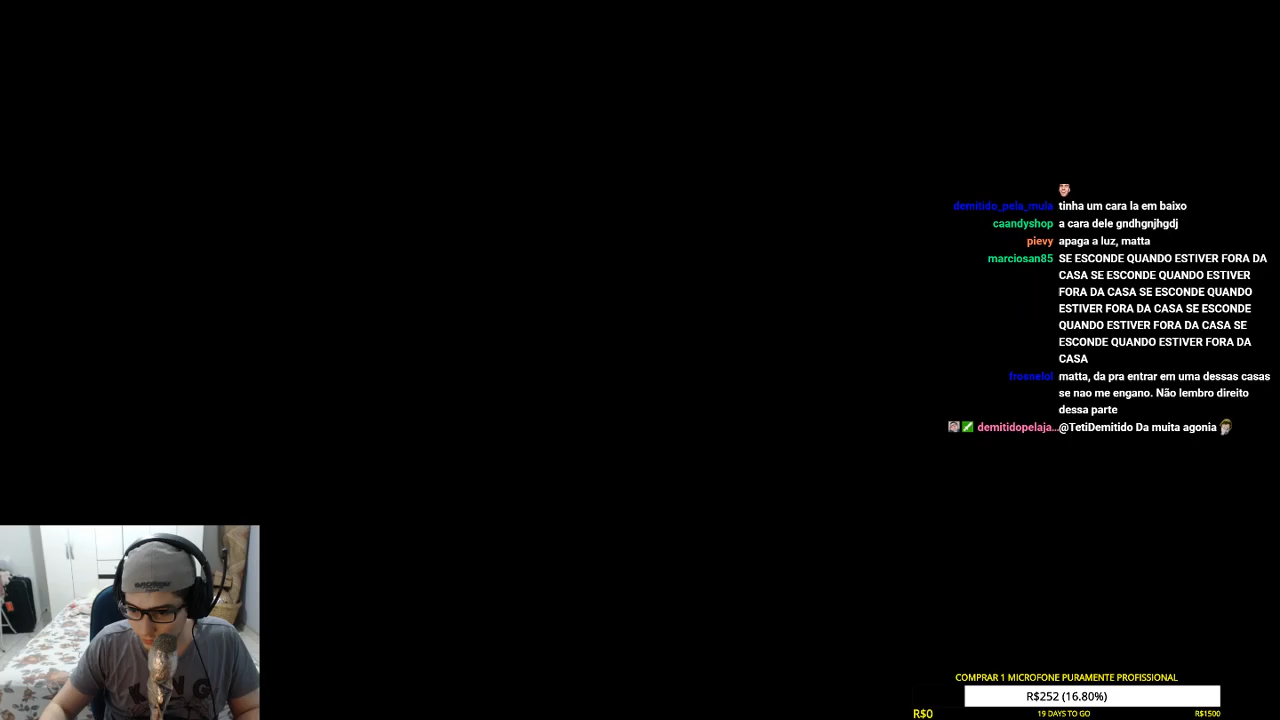 demitido_pela_mula tinha um cara la em baixo
caandyshop a cara dele gndhgnjhgdj
pievy apaga a luz, matta
marciosan85 SE ESCONDE QUANDO ESTIVER FORA DA
CASA SE ESCONDE QUANDO ESTIVER
FORA DA CASA SE ESCONDE QUANDO
ESTIVER FORA DA CASA SE ESCONDE
QUANDO ESTIVER FORA DA CASA SE
ESCONDE QUANDO ESTIVER FORA DA
CASA
frosnelol matta, da pra entrar em uma dessas casas
se nao me engano. Não lembro direito
dessa parte
demitidopelaja... @TetiDemitido Da muita agonia
KING
COMPRAR 1 MICROFONE PURAMENTE PROFISSIONAL
R$252 (16.80%)
R$0 19 DAYS TO GO R$1500